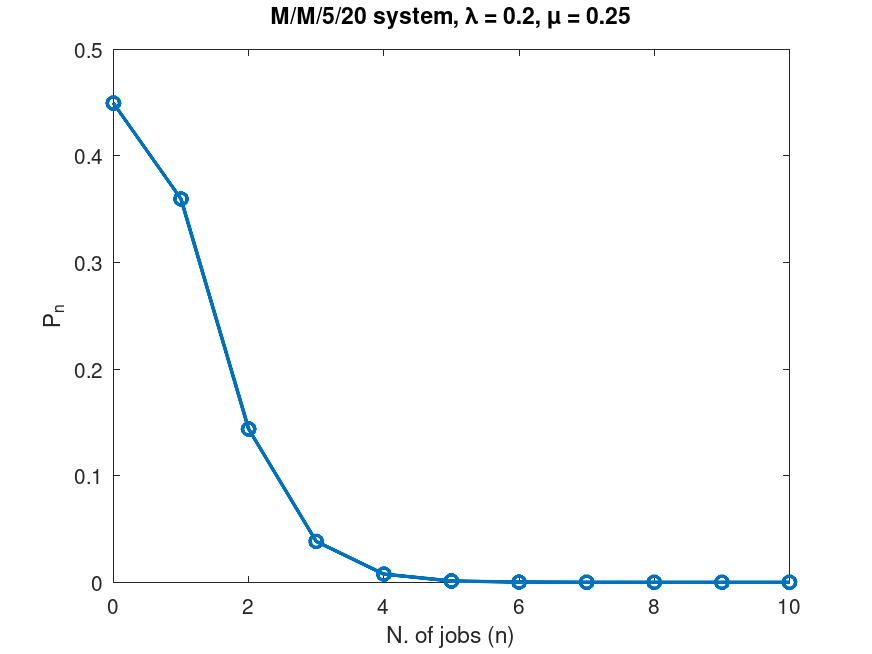 M/M/5/20 system, λ = 0.2, μ = 0.25
0.5
0.4
0.3
0.2
0.1
0
Pn
0 2 4 6 8 10
N. of jobs (n)